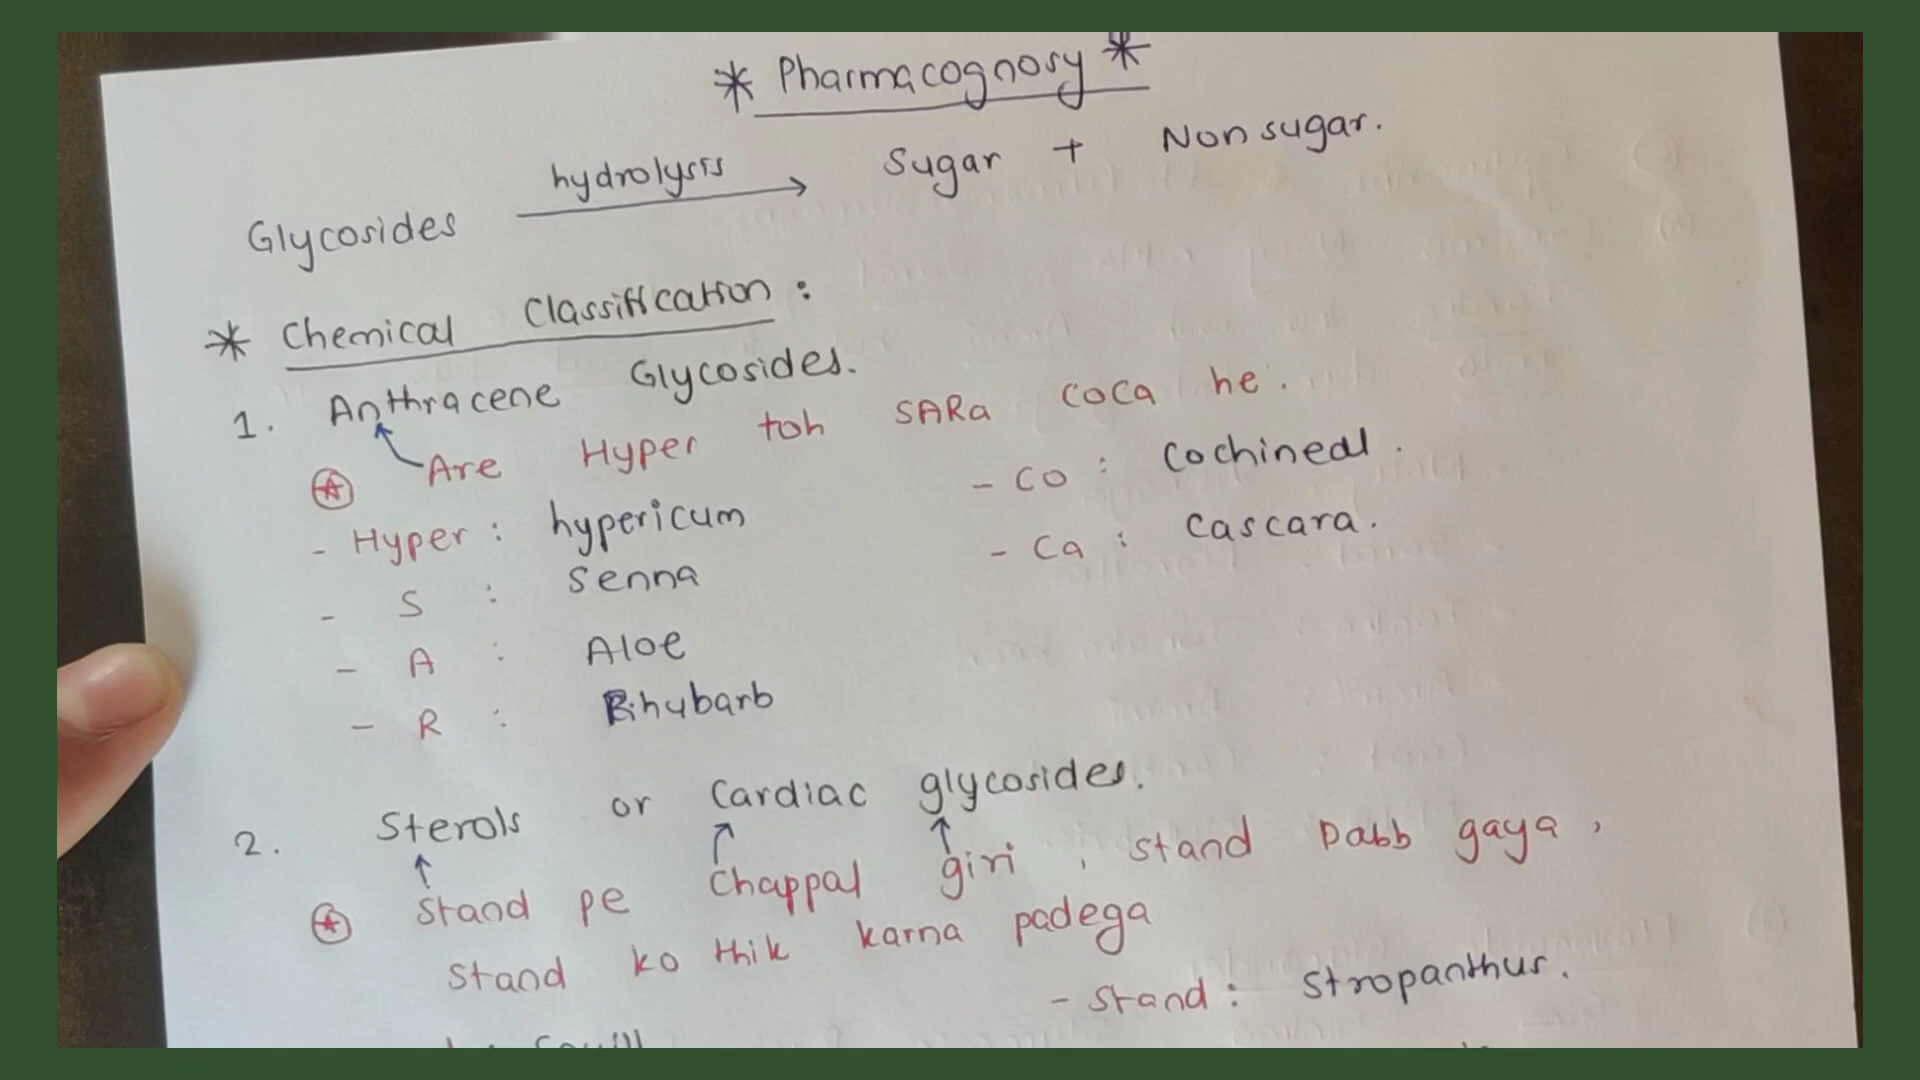 * Pharmacognosy *
Glycosides hydrolysis → Sugar + Non sugar.
* Chemical Classification :
1. Anthracene Glycosides.
Are Hyper toh SARa COCa he.
- Hyper : hypericum
- S : Senna
- A : Aloe
- R : Rhubarb
- CO : Cochineal.
- Ca : Cascara.
2. Sterols or Cardiac glycosides.
Stand pe Chappal giri, stand Dabb gaya,
Stand ko thik karna padega
- Stand : Stropanthus.